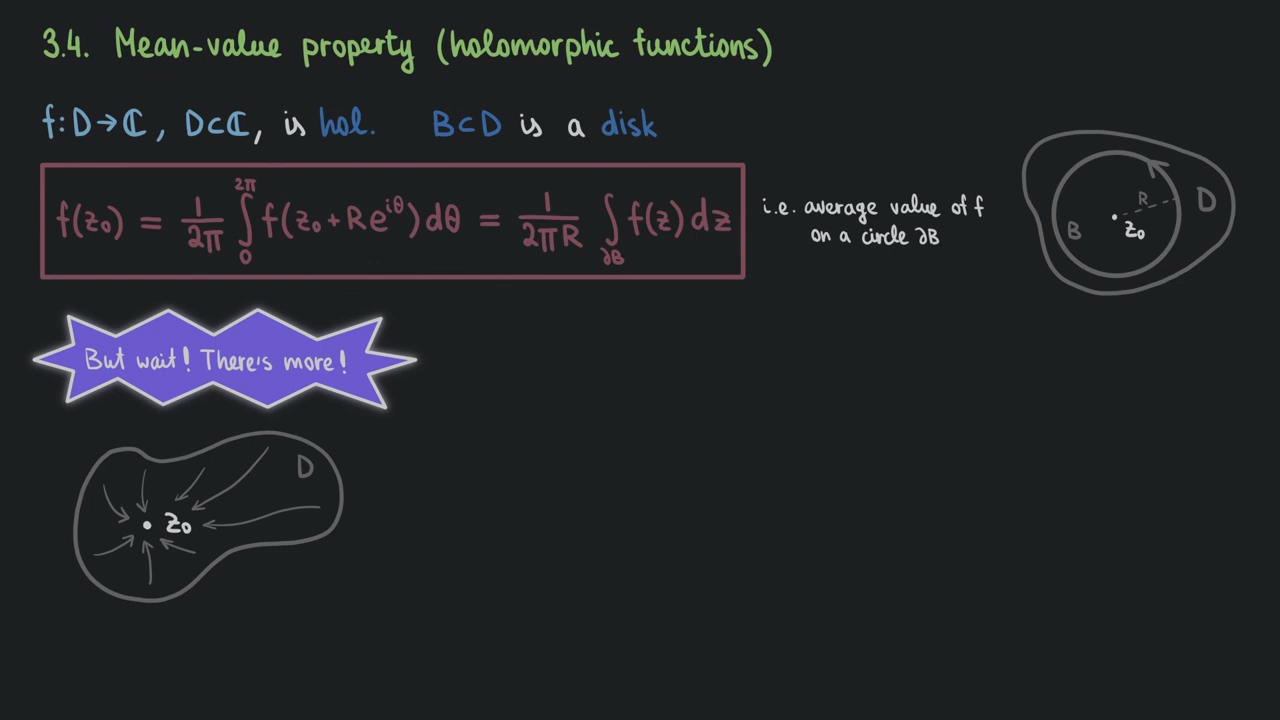 3.4. Mean-value property (holomorphic functions)
f: D → ℂ, D ⊂ ℂ, is hol. B ⊂ D is a disk
f(z₀) = 1/2π ∫₀^2π f(z₀ + Re^iθ) dθ = 1/2πR ∫_∂B f(z) dz
i.e. average value of f
on a circle ∂B
R
D
B
z₀
But wait! There's more!
D
z₀